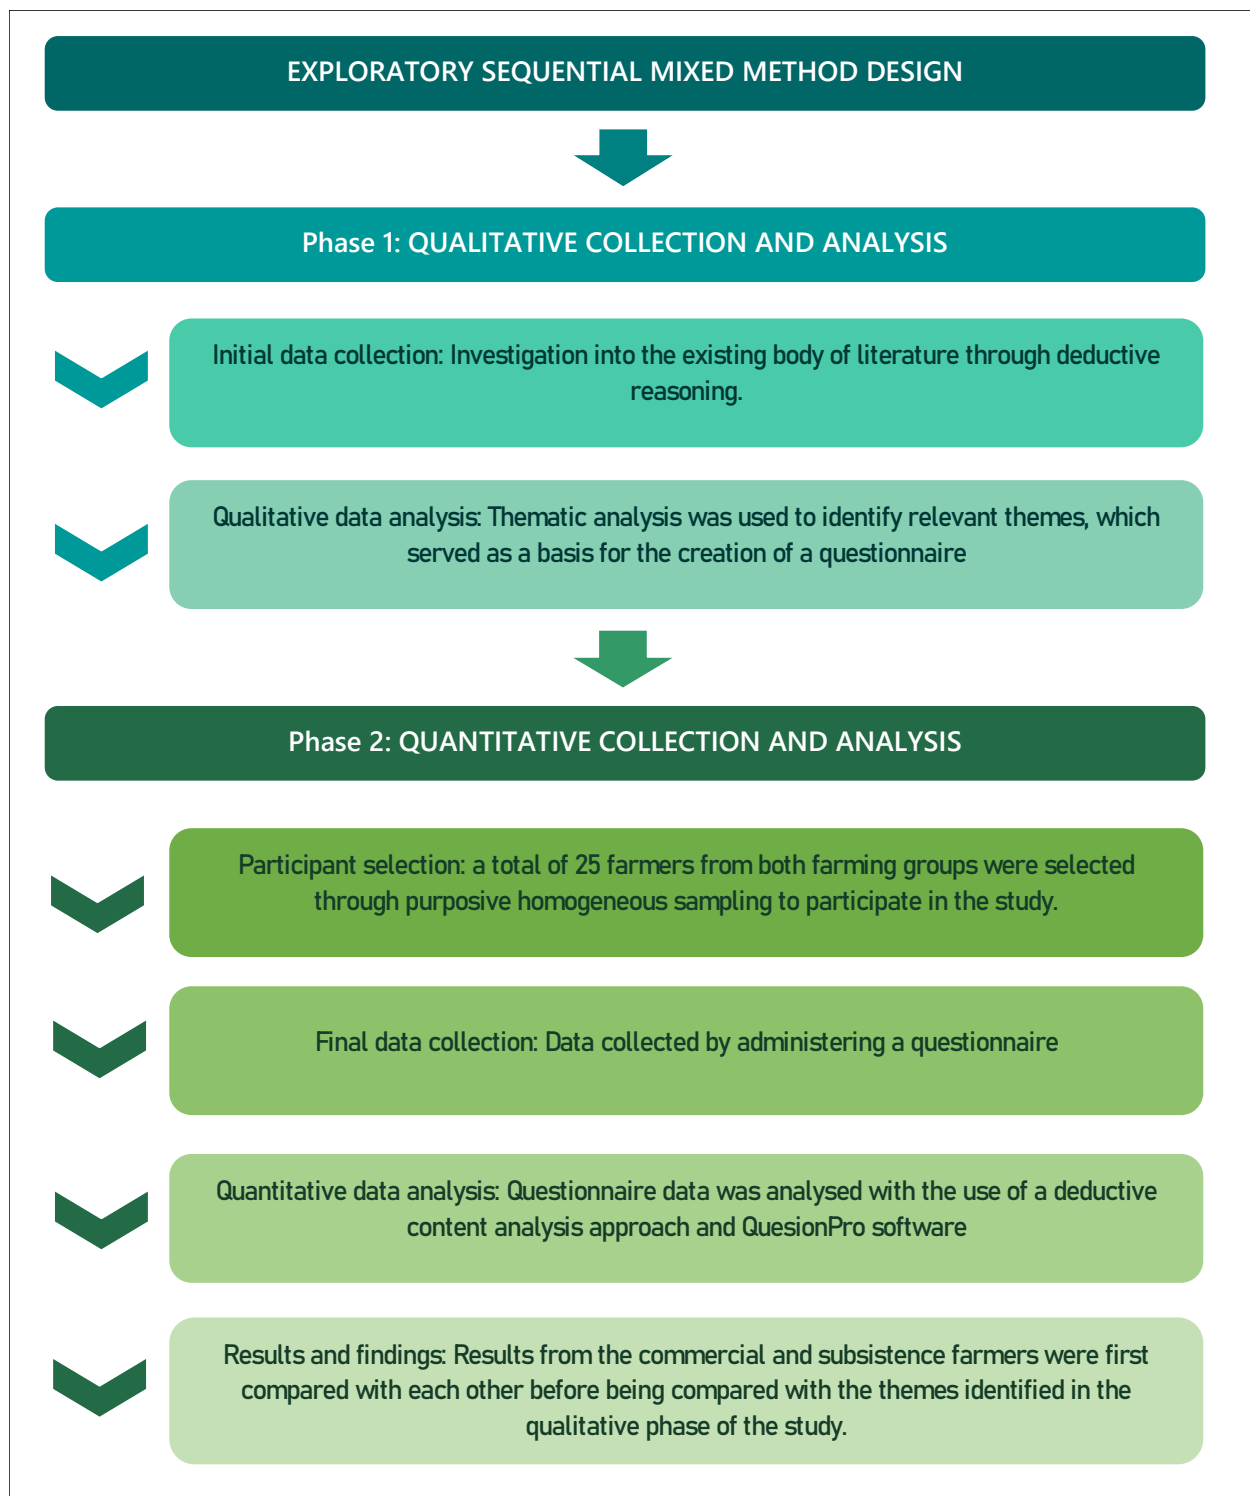 EXPLORATORY SEQUENTIAL MIXED METHOD DESIGN
Phase 1: QUALITATIVE COLLECTION AND ANALYSIS
Initial data collection: Investigation into the existing body of literature through deductive
reasoning.
Qualitative data analysis: Thematic analysis was used to identify relevant themes, which
served as a basis for the creation of a questionnaire
Phase 2: QUANTITATIVE COLLECTION AND ANALYSIS
Participant selection: a total of 25 farmers from both farming groups were selected
through purposive homogeneous sampling to participate in the study.
Final data collection: Data collected by administering a questionnaire
Quantitative data analysis: Questionnaire data was analysed with the use of a deductive
content analysis approach and QuesionPro software
Results and findings: Results from the commercial and subsistence farmers were first
compared with each other before being compared with the themes identified in the
qualitative phase of the study.